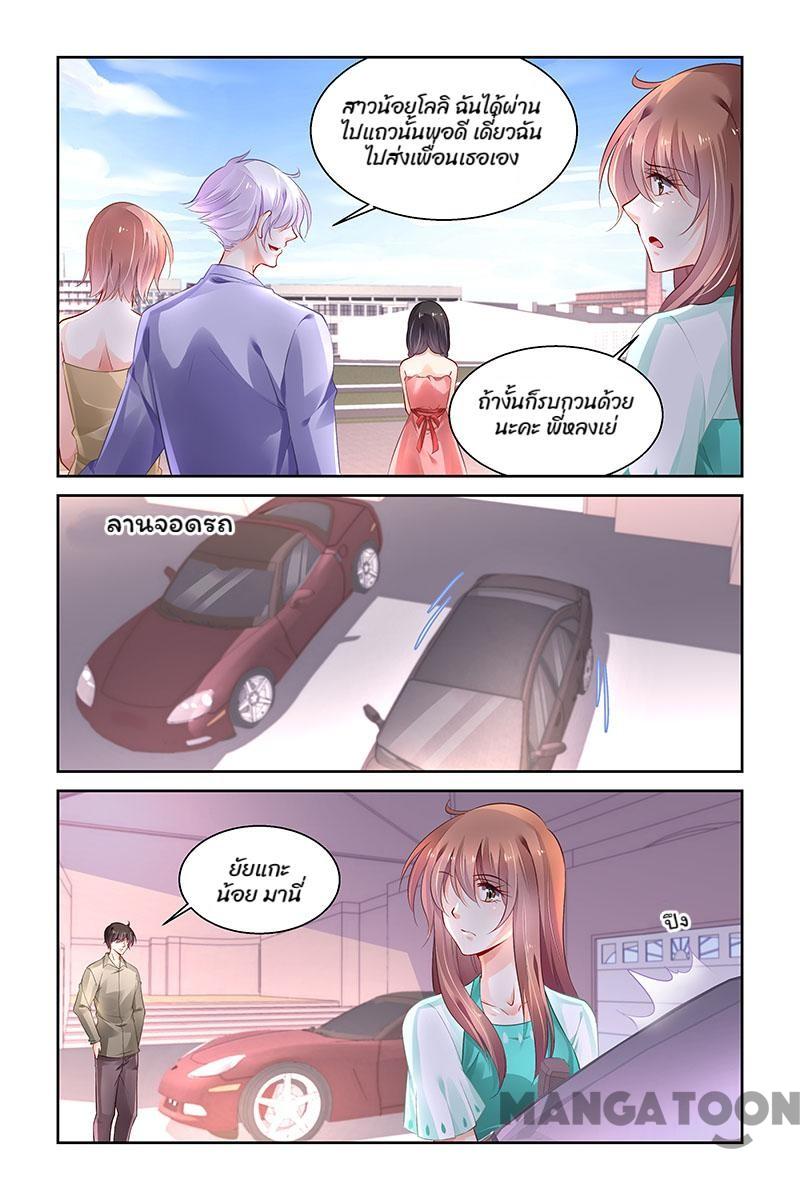 สาวน้อยโลลิ ฉันได้ผ่าน
ไปแถวนั้นพอดี เดี๋ยวฉัน
ไปส่งเพื่อนเธอเอง
ถ้างั้นก็รบกวนด้วย
นะคะ พี่หลงเย่
ลานจอดรถ
ยัยแกะ
น้อย มานี่
ปึง
MANGATOON